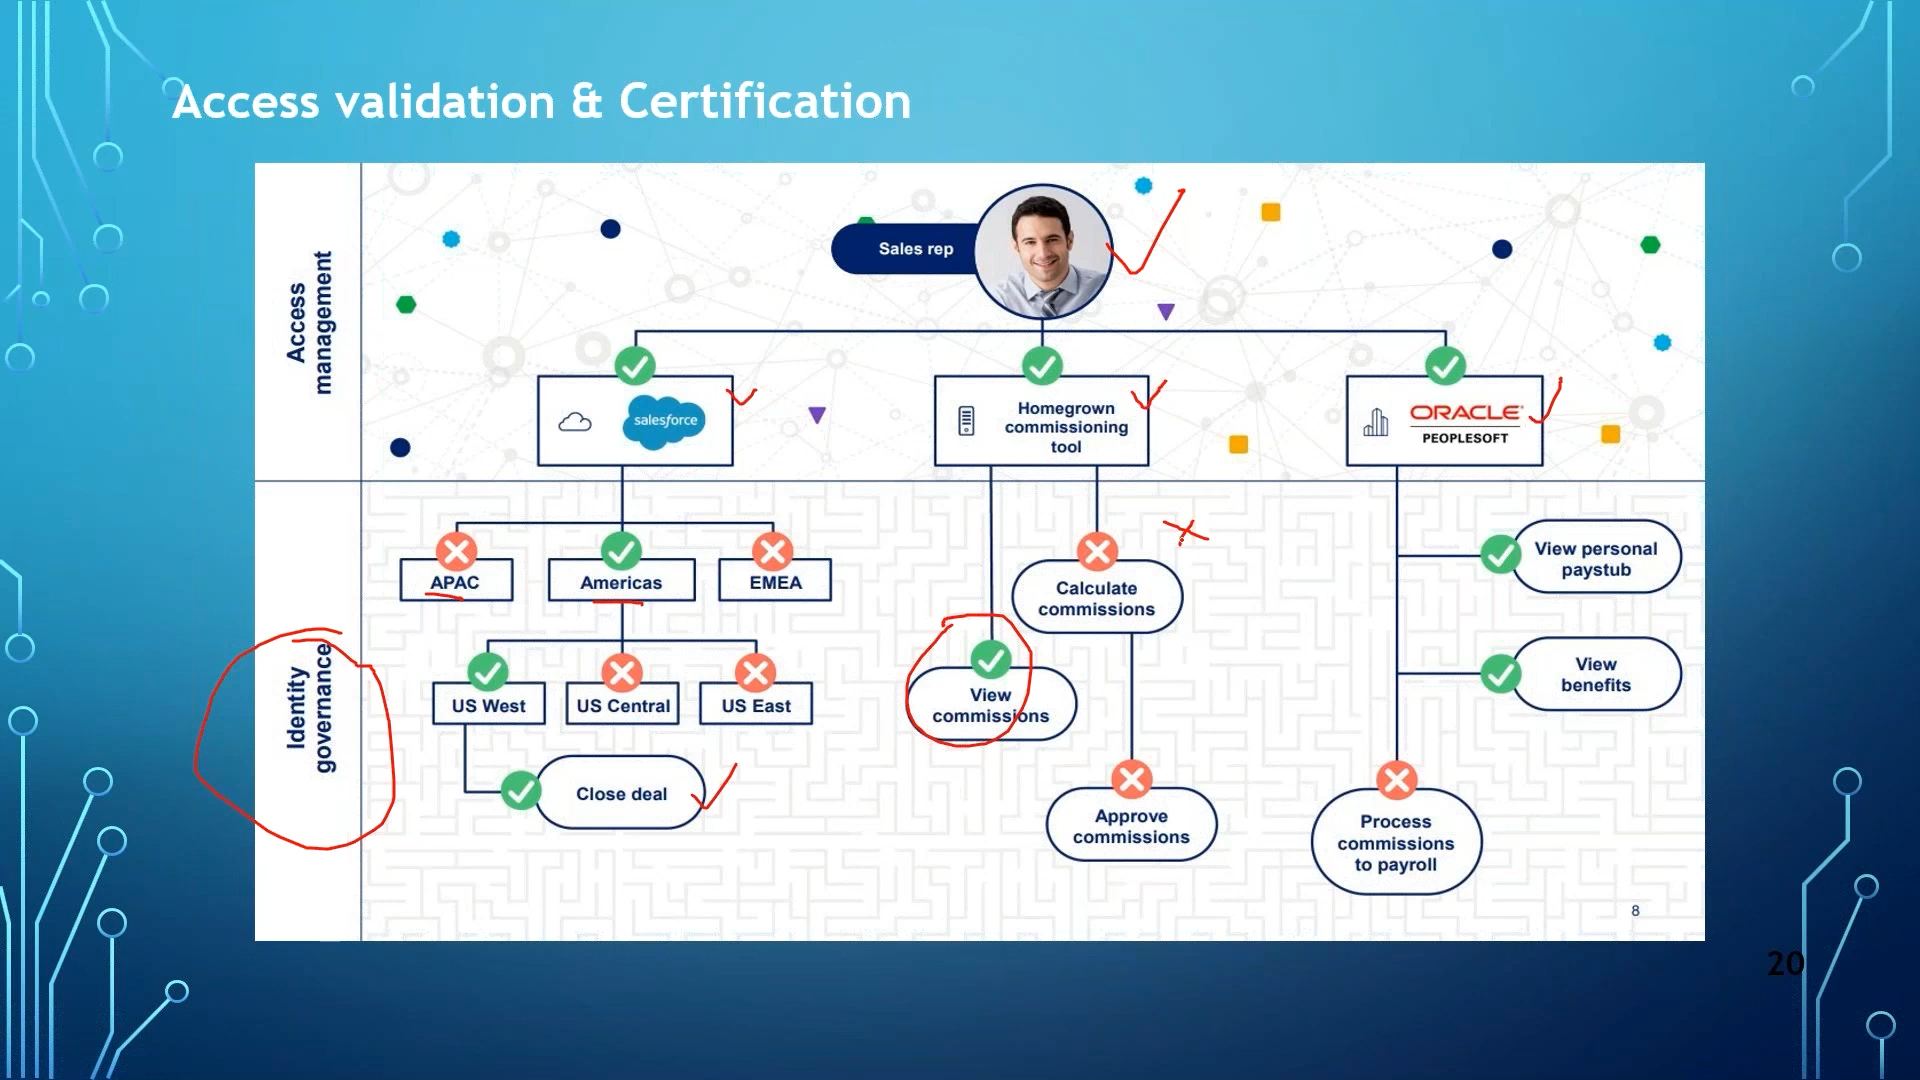 Access validation & Certification
Access
management
Sales rep
salesforce
Homegrown
commissioning
tool
ORACLE
PEOPLESOFT
Identity
governance
APAC
Americas
EMEA
US West
US Central
US East
Close deal
Calculate
commissions
View
commissions
Approve
commissions
View personal
paystub
View
benefits
Process
commissions
to payroll
8
20